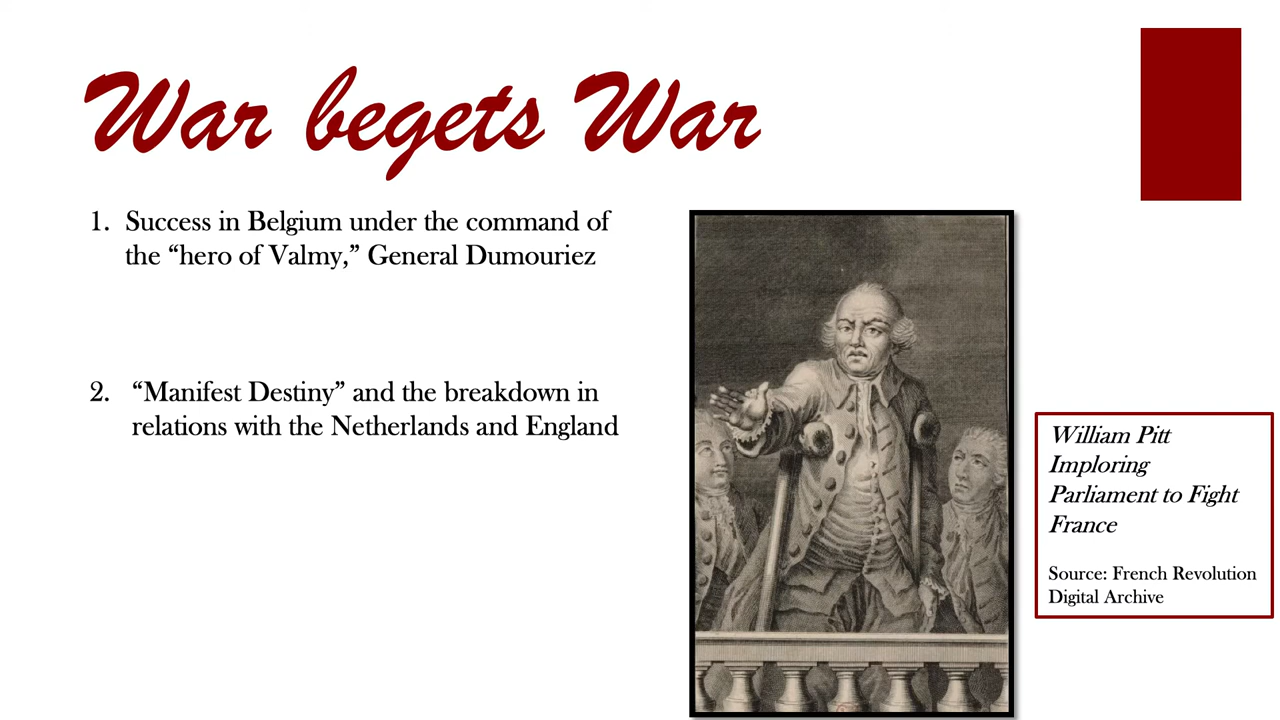 War begets War
1. Success in Belgium under the command of
the “hero of Valmy,” General Dumouriez
2. “Manifest Destiny” and the breakdown in
relations with the Netherlands and England
William Pitt
Imploring
Parliament to Fight
France
Source: French Revolution
Digital Archive